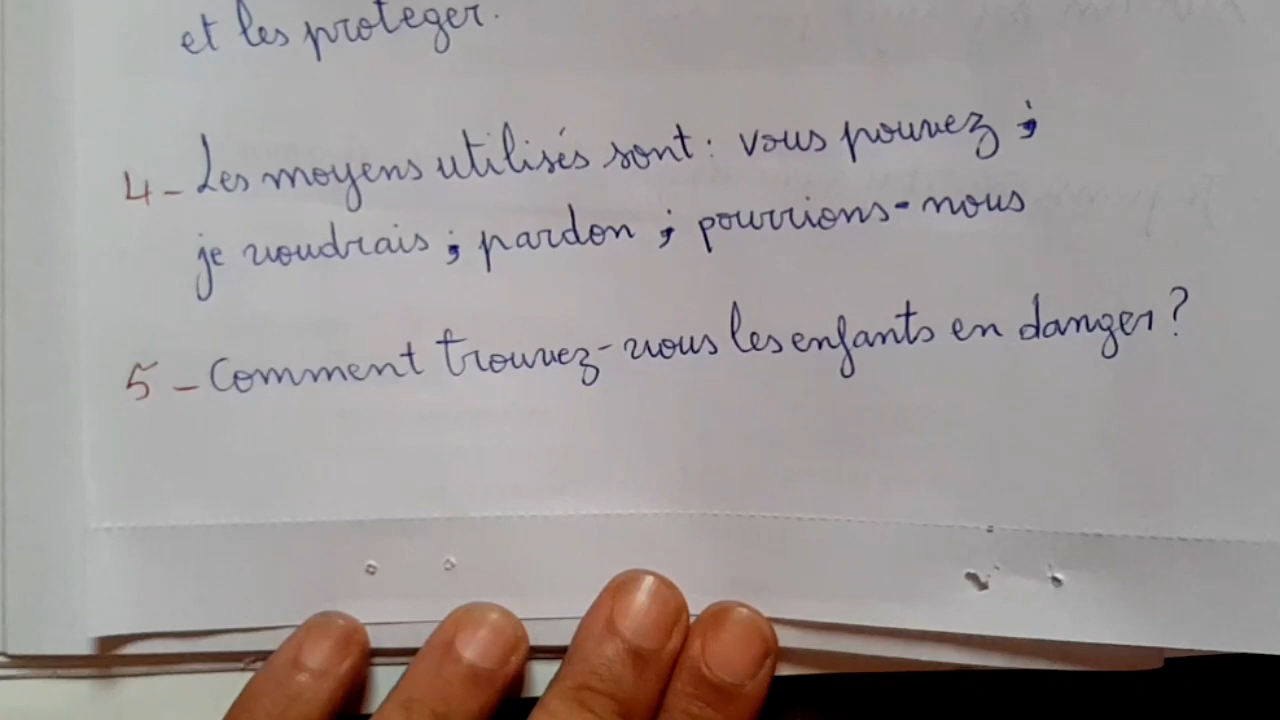 et les protéger.
4- Les moyens utilisés sont : vous pouvez ;
je voudrais ; pardon ; pourrions-nous
5- Comment trouvez-vous les enfants en danger ?